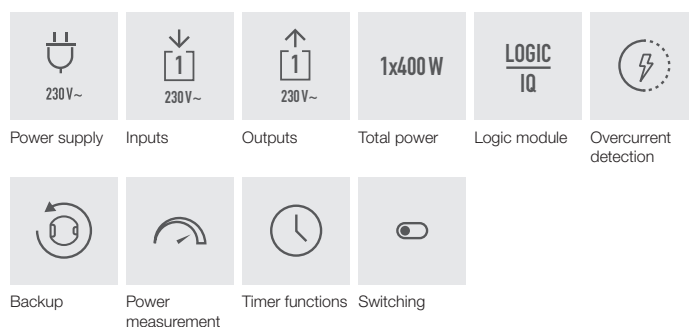 230 V~
1
230 V~
1
230 V~
1x400 W
LOGIC
IQ
Power supply
Inputs
Outputs
Total power
Logic module
Overcurrent
detection
Backup
Power
measurement
Timer functions
Switching